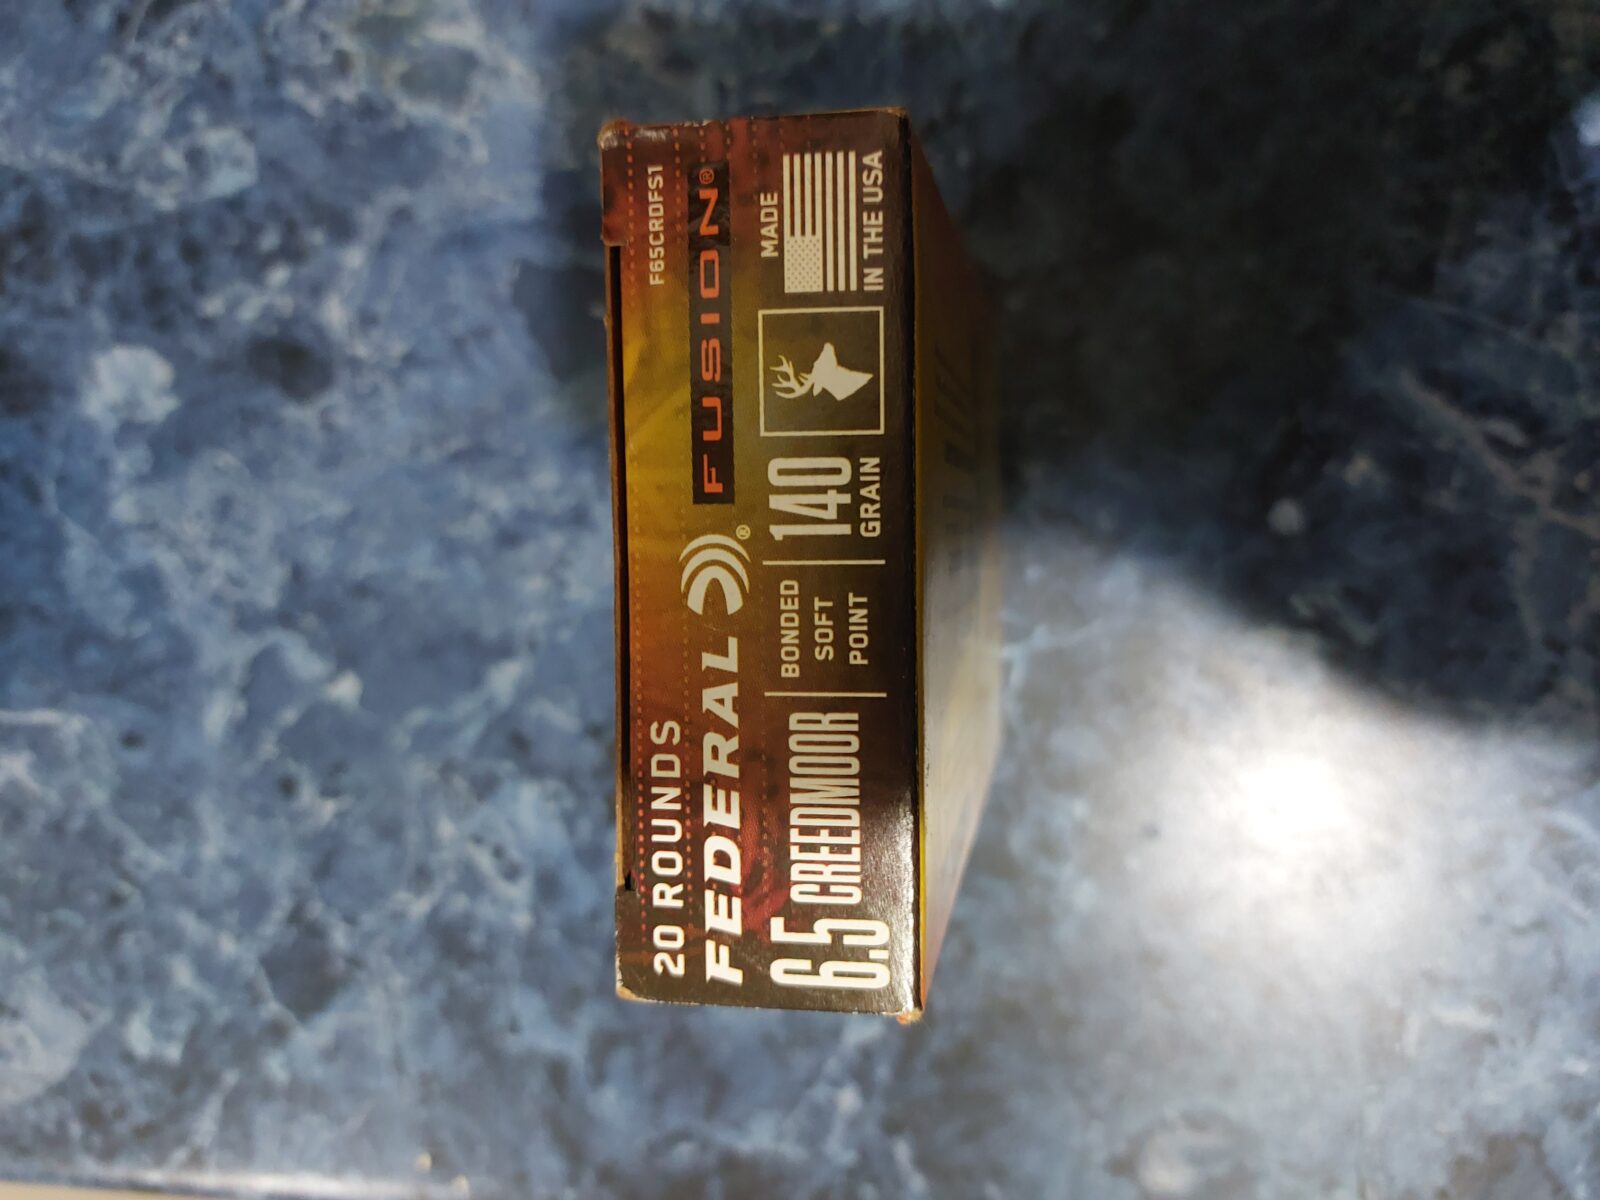 20 ROUNDS
F65CRDFS1
FEDERAL® FUSION®
6.5 CREEDMOOR
BONDED
SOFT
POINT
140
GRAIN
MADE
IN THE USA